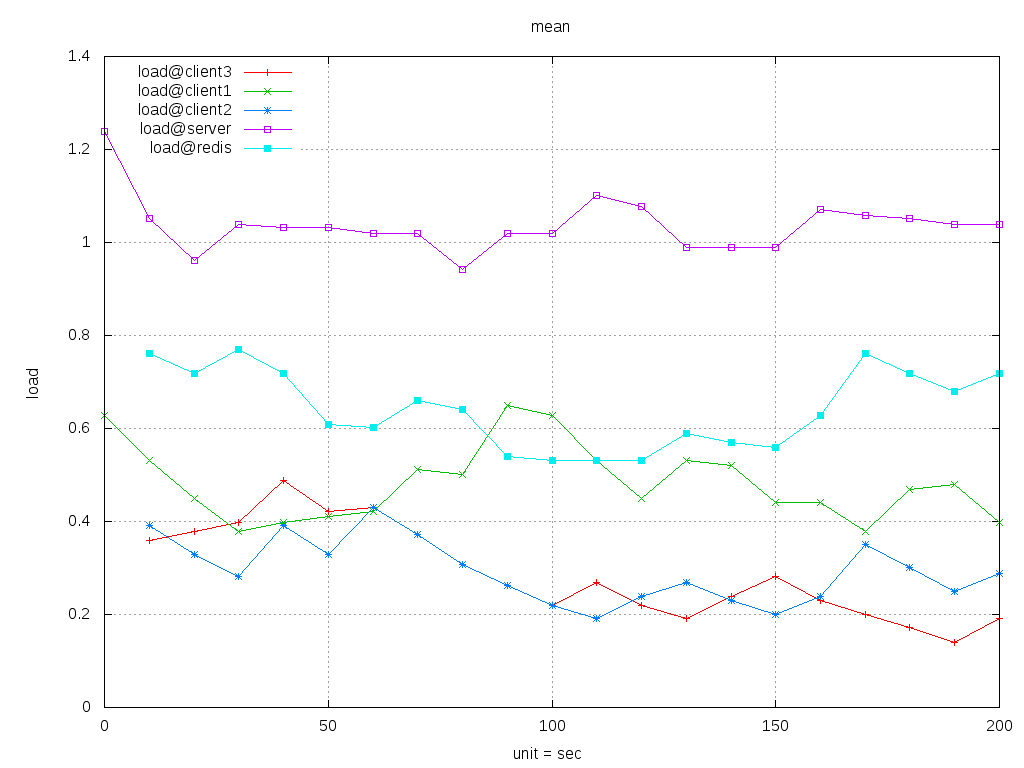 mean
1.4
1.2
1
0.8
0.6
0.4
0.2
0
load
load@client3
load@client1
load@client2
load@server
load@redis
0 50 100 150 200
unit = sec